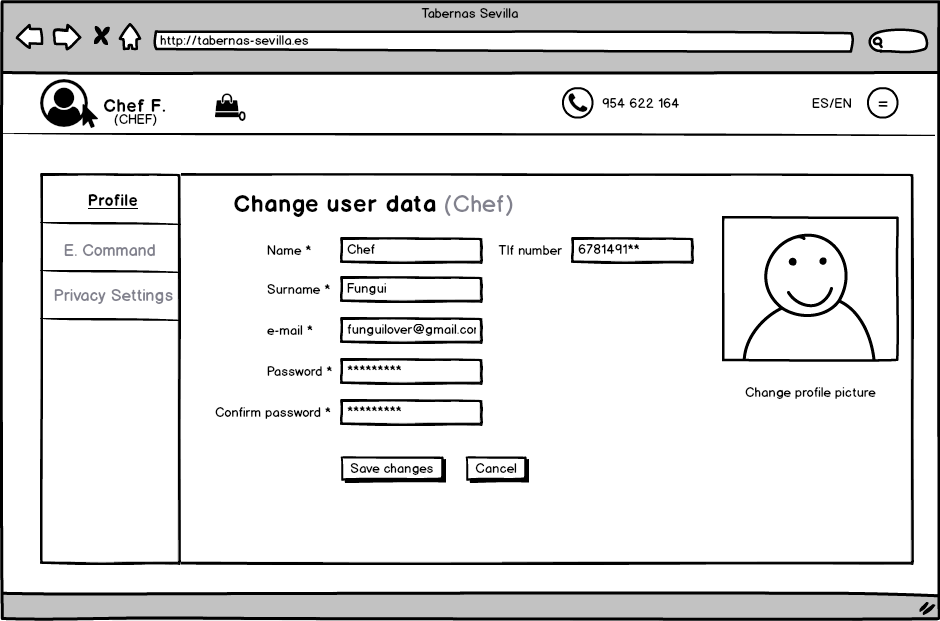 Tabernas Sevilla
http://tabernas-sevilla.es
Chef F.
(CHEF)
954 622 164
ES/EN
=
Profile
E. Command
Privacy Settings
Change user data (Chef)
Name * Chef
Tlf number 6781491**
Surname * Fungui
e-mail * funguilover@gmail.com
Password * *********
Confirm password * *********
Save changes
Cancel
Change profile picture